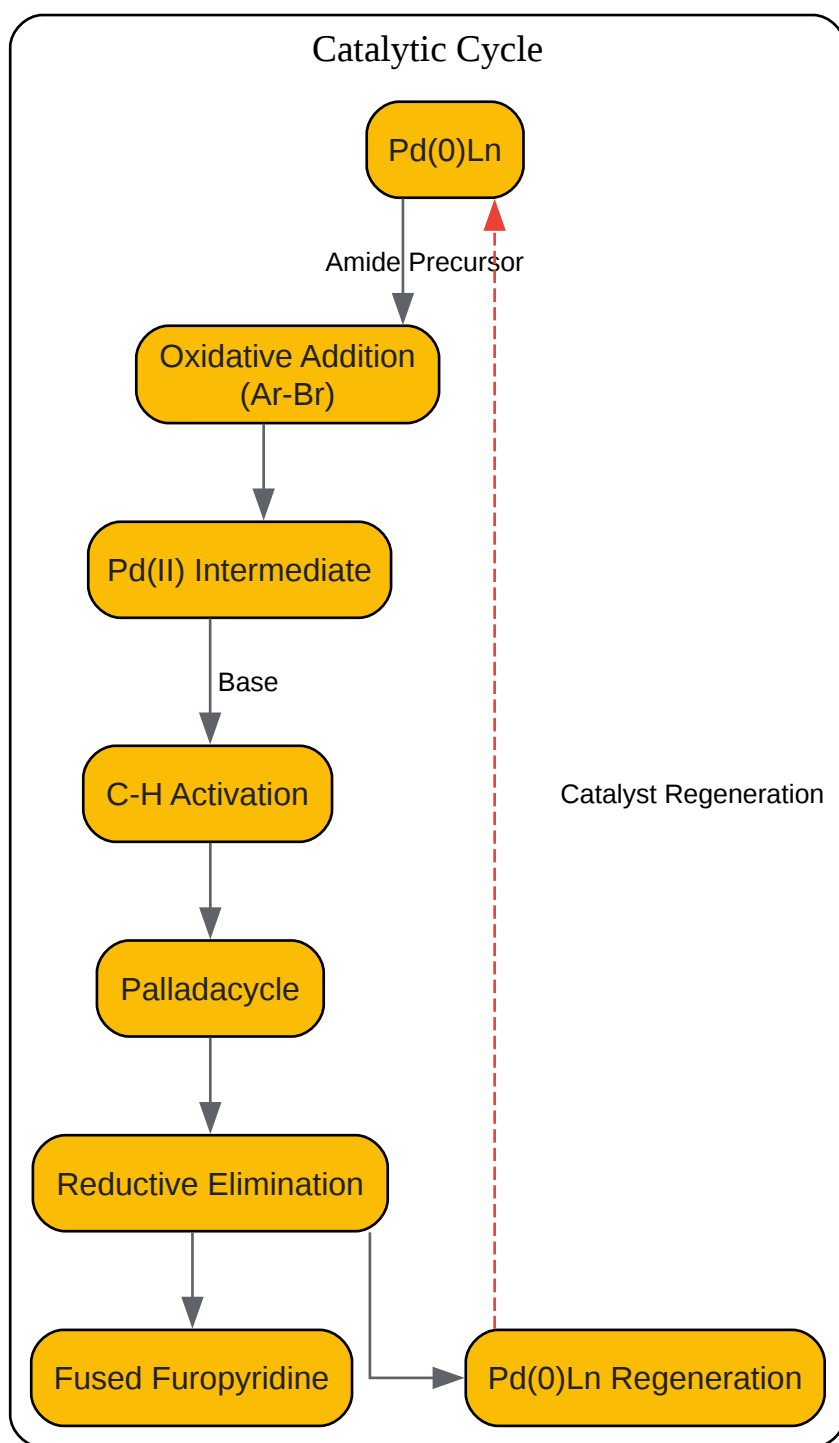 Catalytic Cycle
Pd(0)Ln
Amide Precursor
Oxidative Addition
(Ar-Br)
Pd(II) Intermediate
Base
C-H Activation
Catalyst Regeneration
Palladacycle
Reductive Elimination
Fused Furopyridine
Pd(0)Ln Regeneration